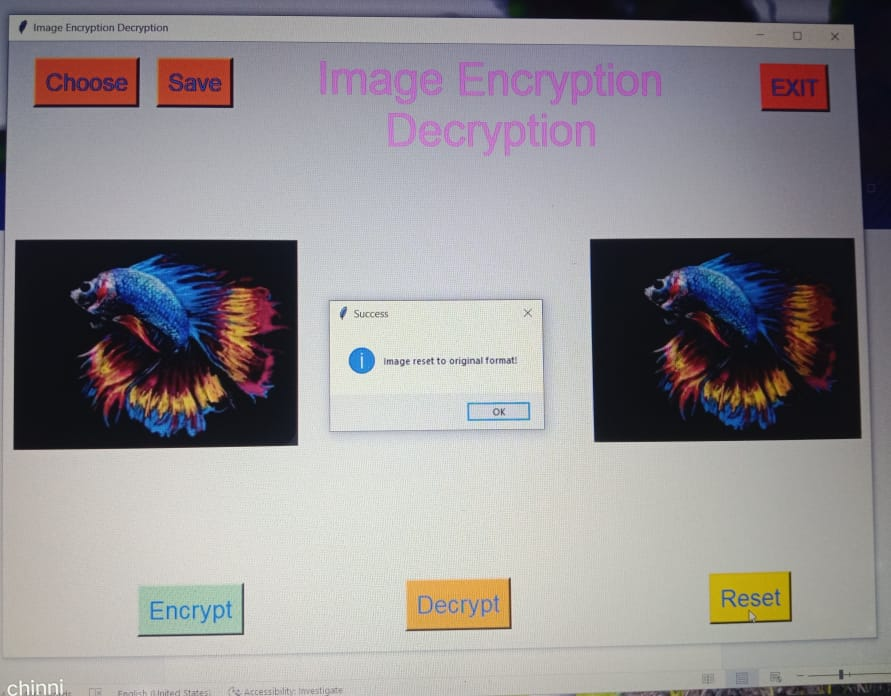 Image Encryption Decryption
Choose
Save
Image Encryption
Decryption
EXIT
Success
Image reset to original format!
OK
Encrypt
Decrypt
Reset
chinni
English (United States)
Accessibility: Investigate